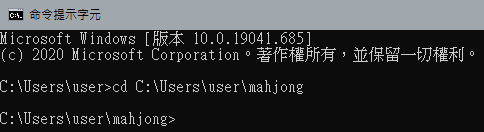 命令提示字元
Microsoft Windows [版本 10.0.19041.685]
(c) 2020 Microsoft Corporation。著作權所有，並保留一切權利。
C:\Users\user>cd C:\Users\user\mahjong
C:\Users\user\mahjong>